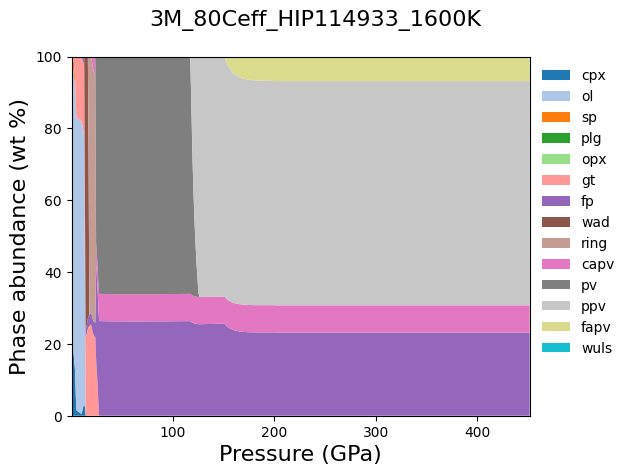 3M_80Ceff_HIP114933_1600K
Phase abundance (wt %)
100
80
60
40
20
0
100
200
300
400
Pressure (GPa)
cpx
ol
sp
plg
opx
gt
fp
wad
ring
capv
pv
ppv
fapv
wuls